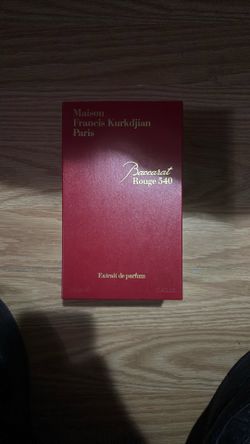 Maison
Francis Kurkdjian
Paris
Baccarat
Rouge 540
Extrait de parfum